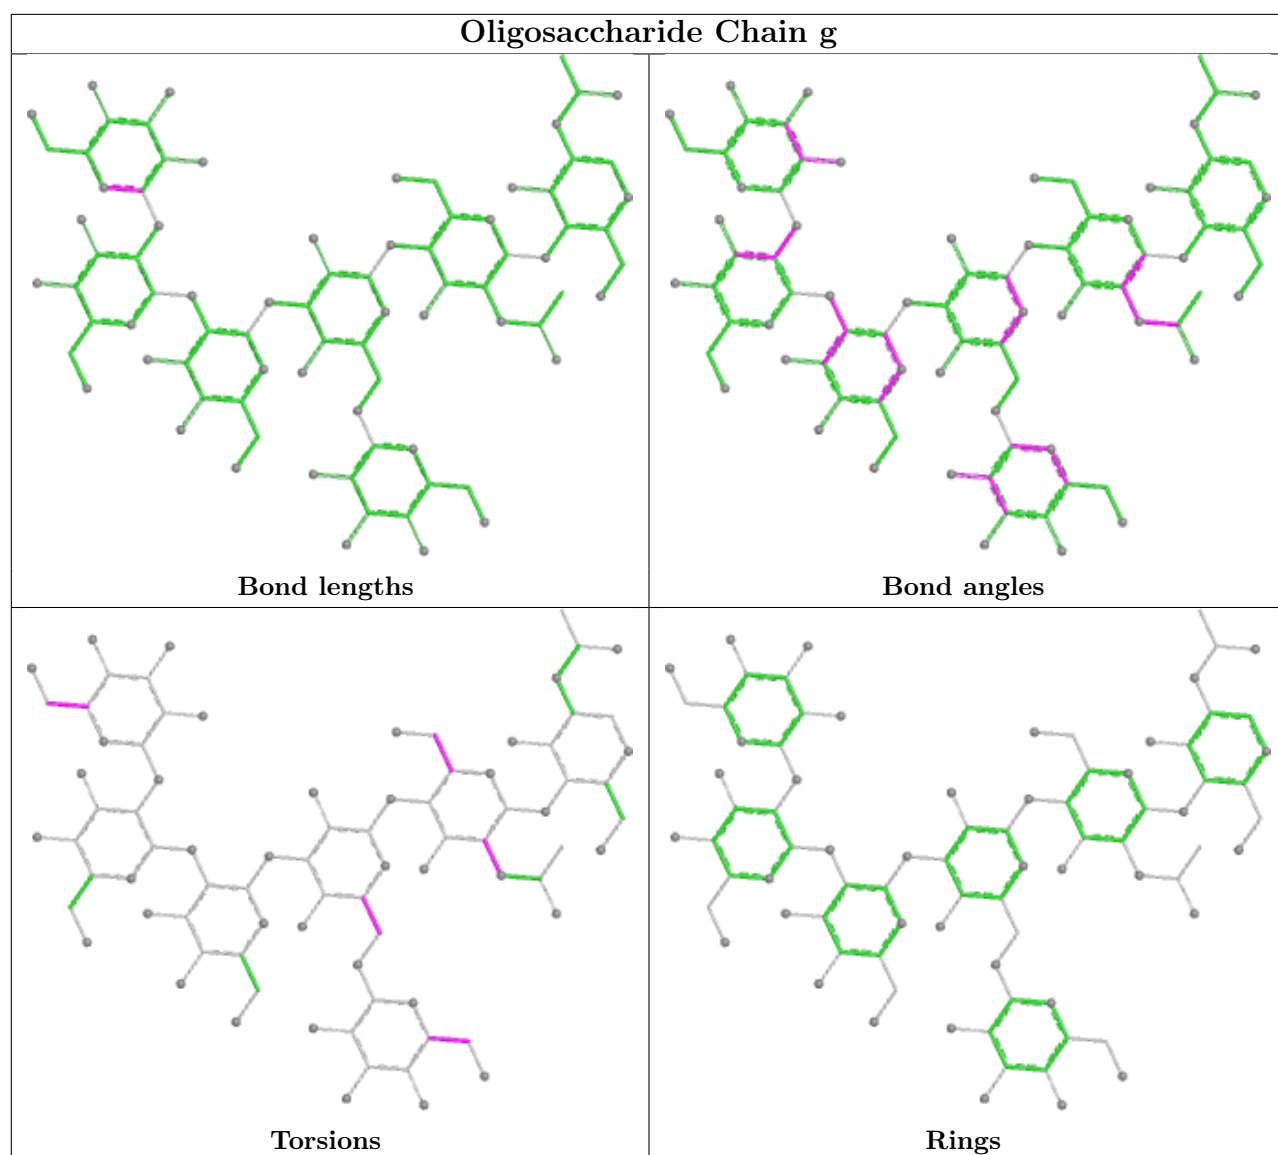 Oligosaccharide Chain g
Bond lengths
Bond angles
Torsions
Rings